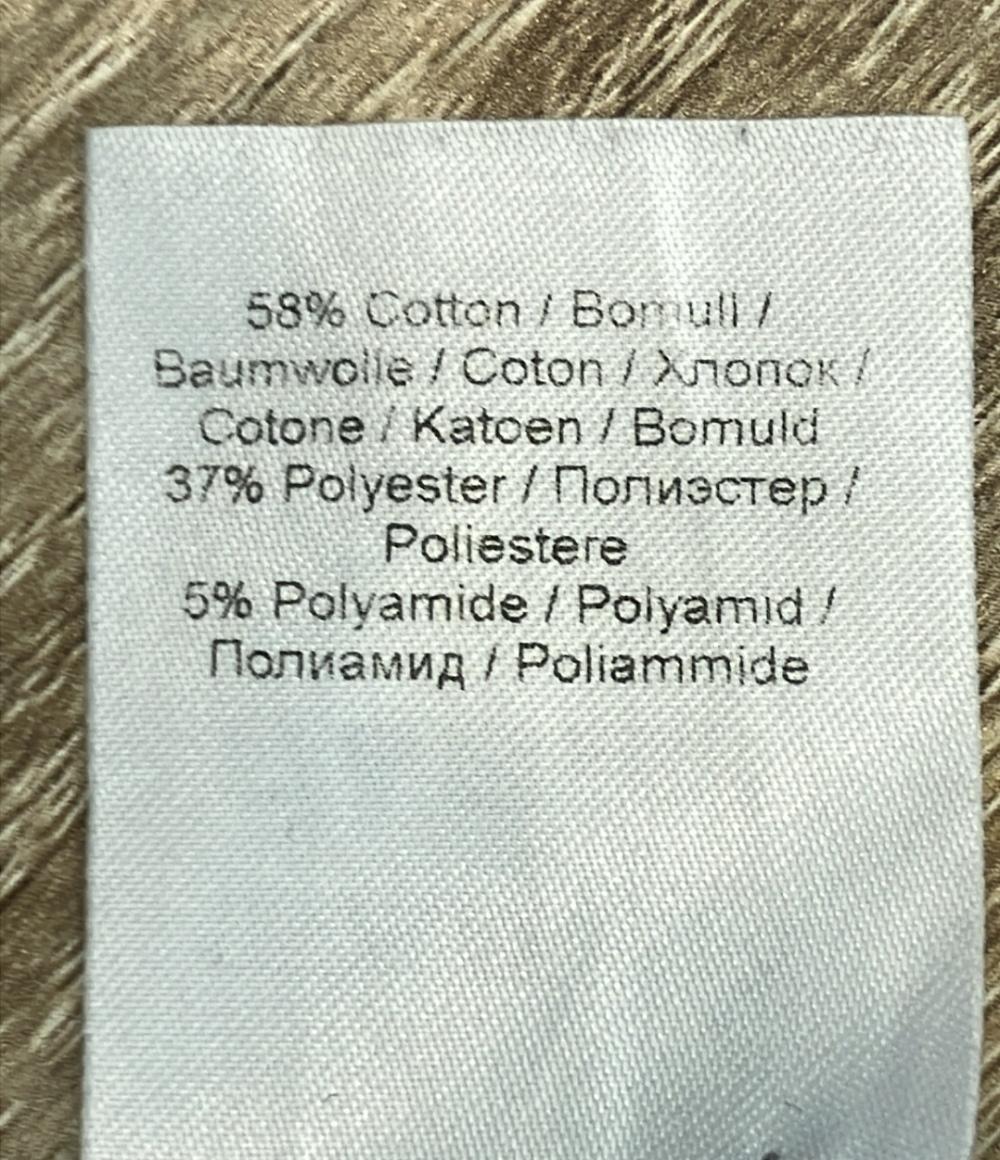 58% Cotton / Bomull /
Baumwolle / Coton / Хлопок /
Cotone / Katoen / Bomuld
37% Polyester / Полиэстер /
Poliestere
5% Polyamide / Polyamid /
Полиамид / Poliammide